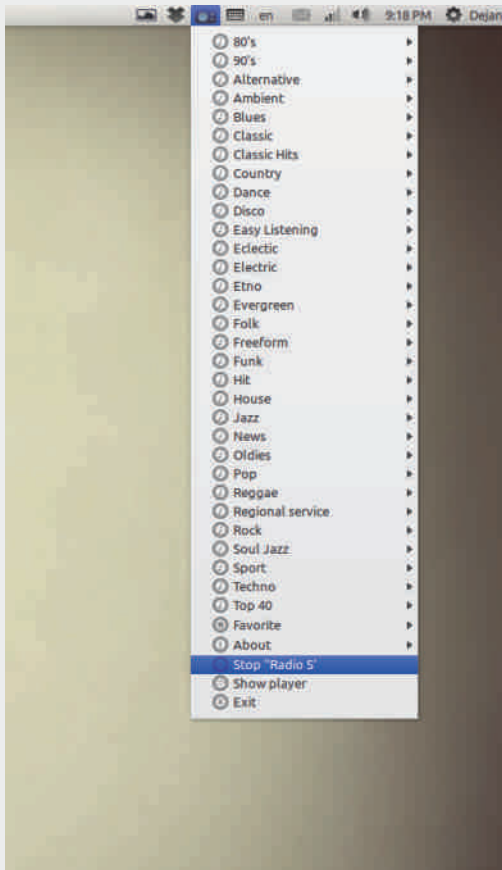 en 9:18 PM Dejan
80's
90's
Alternative
Ambient
Blues
Classic
Classic Hits
Country
Dance
Disco
Easy Listening
Eclectic
Electric
Etno
Evergreen
Folk
Freeform
Funk
Hit
House
Jazz
News
Oldies
Pop
Reggae
Regional service
Rock
Soul Jazz
Sport
Techno
Top 40
Favorite
About
Stop "Radio S'
Show player
Exit